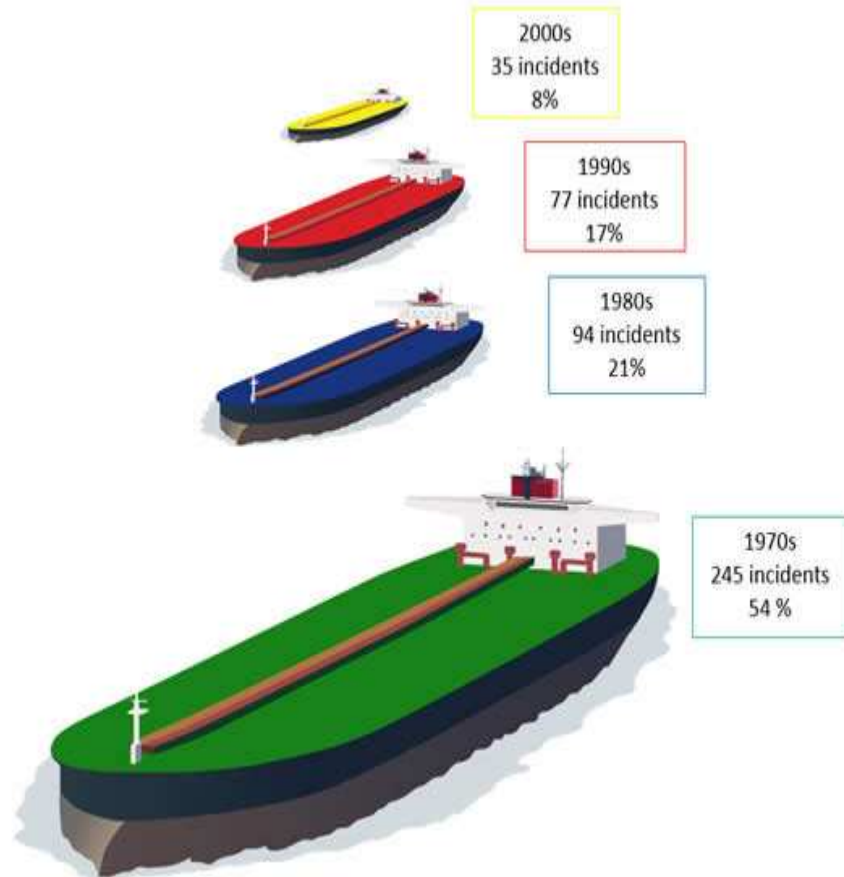 2000s
35 incidents
8%
1990s
77 incidents
17%
1980s
94 incidents
21%
1970s
245 incidents
54 %